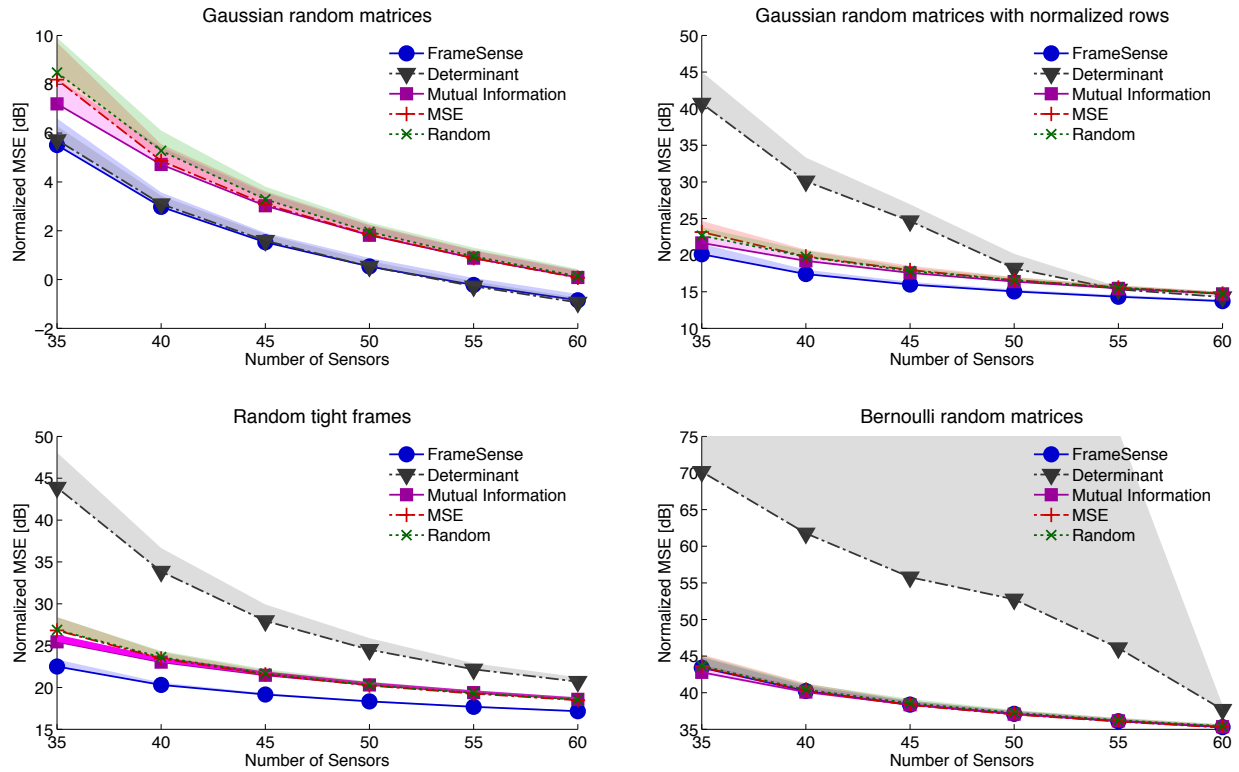 Gaussian random matrices
Normalized MSE [dB]
10
8
6
4
2
0
−2
35 40 45 50 55 60
Number of Sensors
FrameSense
Determinant
Mutual Information
MSE
Random
Gaussian random matrices with normalized rows
Normalized MSE [dB]
50
45
40
35
30
25
20
15
10
35 40 45 50 55 60
Number of Sensors
FrameSense
Determinant
Mutual Information
MSE
Random
Random tight frames
Normalized MSE [dB]
50
45
40
35
30
25
20
15
35 40 45 50 55 60
Number of Sensors
FrameSense
Determinant
Mutual Information
MSE
Random
Bernoulli random matrices
Normalized MSE [dB]
75
70
65
60
55
50
45
40
35
35 40 45 50 55 60
Number of Sensors
FrameSense
Determinant
Mutual Information
MSE
Random